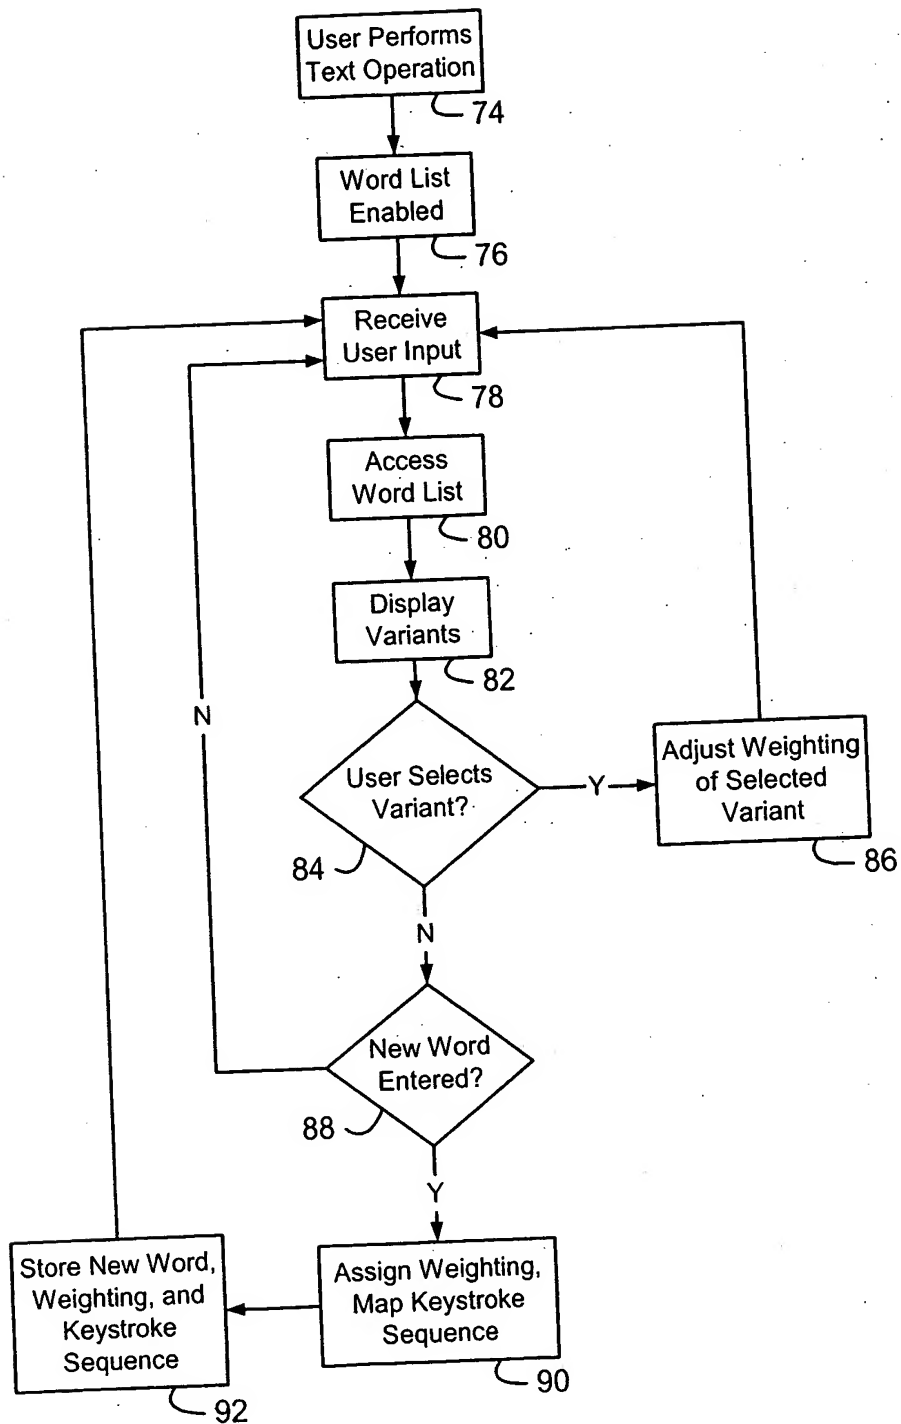 User Performs
Text Operation
74
Word List
Enabled
76
Receive
User Input
78
Access
Word List
80
Display
Variants
82
N
User Selects
Variant?
84
Y
Adjust Weighting
of Selected
Variant
86
N
New Word
Entered?
88
Y
Store New Word,
Weighting, and
Keystroke
Sequence
92
Assign Weighting,
Map Keystroke
Sequence
90